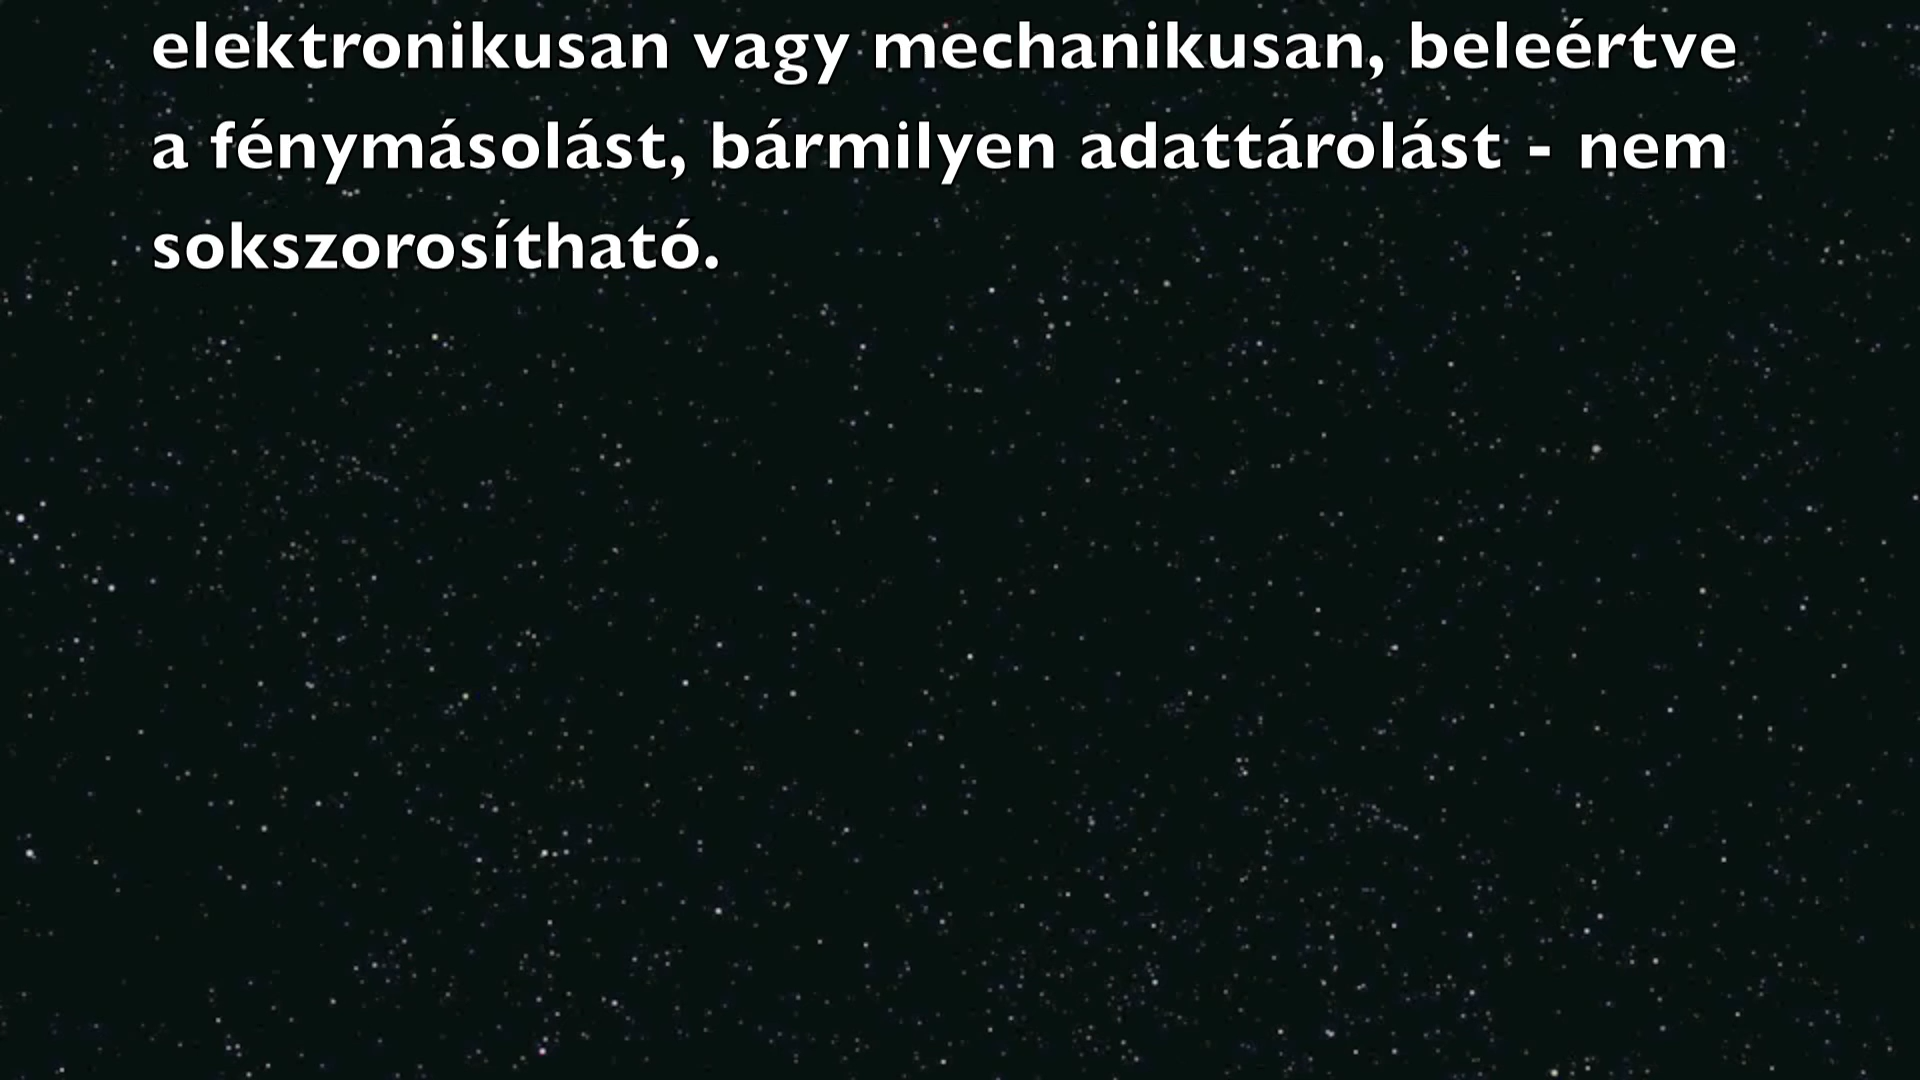 elektronikusan vagy mechanikusan, beleértve
a fénymásolást, bármilyen adattárolást - nem
sokszorosítható.